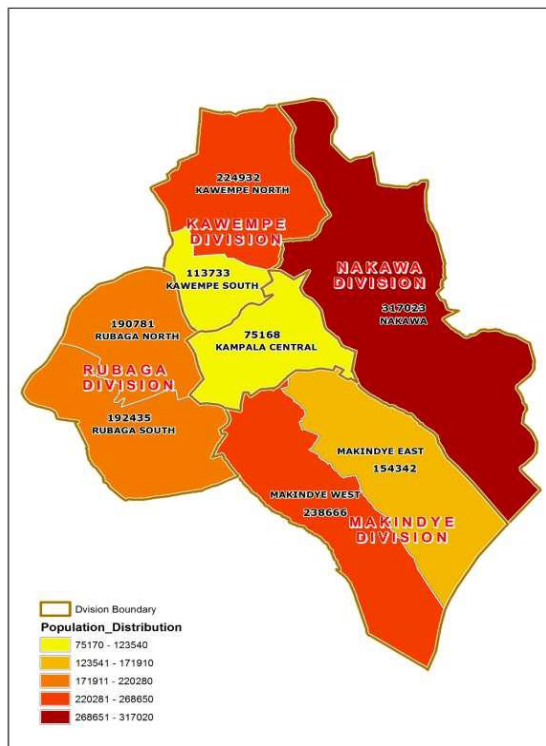 224932
KAWEMPE NORTH
KAWEMPE
DIVISION
113733
KAWEMPE SOUTH
NAKAWA
DIVISION
317023
NAKAWA
190781
RUBAGA NORTH
75168
KAMPALA CENTRAL
RUBAGA
DIVISION
192435
RUBAGA SOUTH
MAKINDYE EAST
154342
MAKINDYE WEST
238666
MAKINDYE
DIVISION
Dvision Boundary
Population_Distribution
75170 - 123540
123541 - 171910
171911 - 220280
220281 - 268650
268651 - 317020